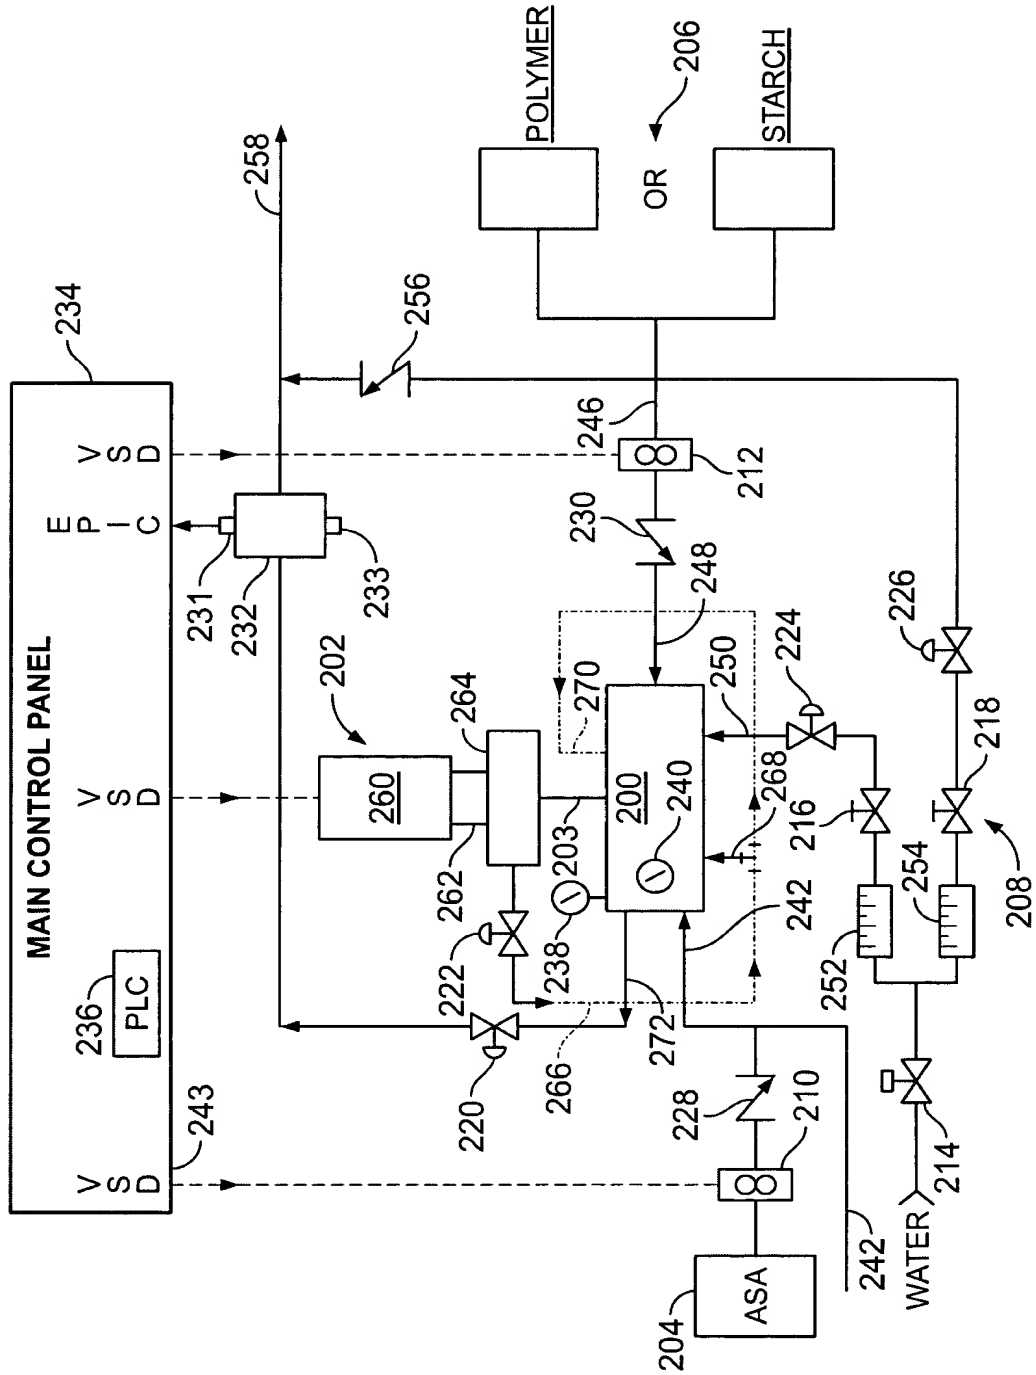 MAIN CONTROL PANEL
V
S
D
243
236
PLC
V
S
D
E
P
I
C
V
S
D
234
258
231
232
233
256
202
260
262
264
203
222
238
220
272
266
200
240
270
230
248
246
212
POLYMER
OR
206
STARCH
250
224
268
216
242
252
254
218
226
208
204
ASA
228
210
242
WATER
214